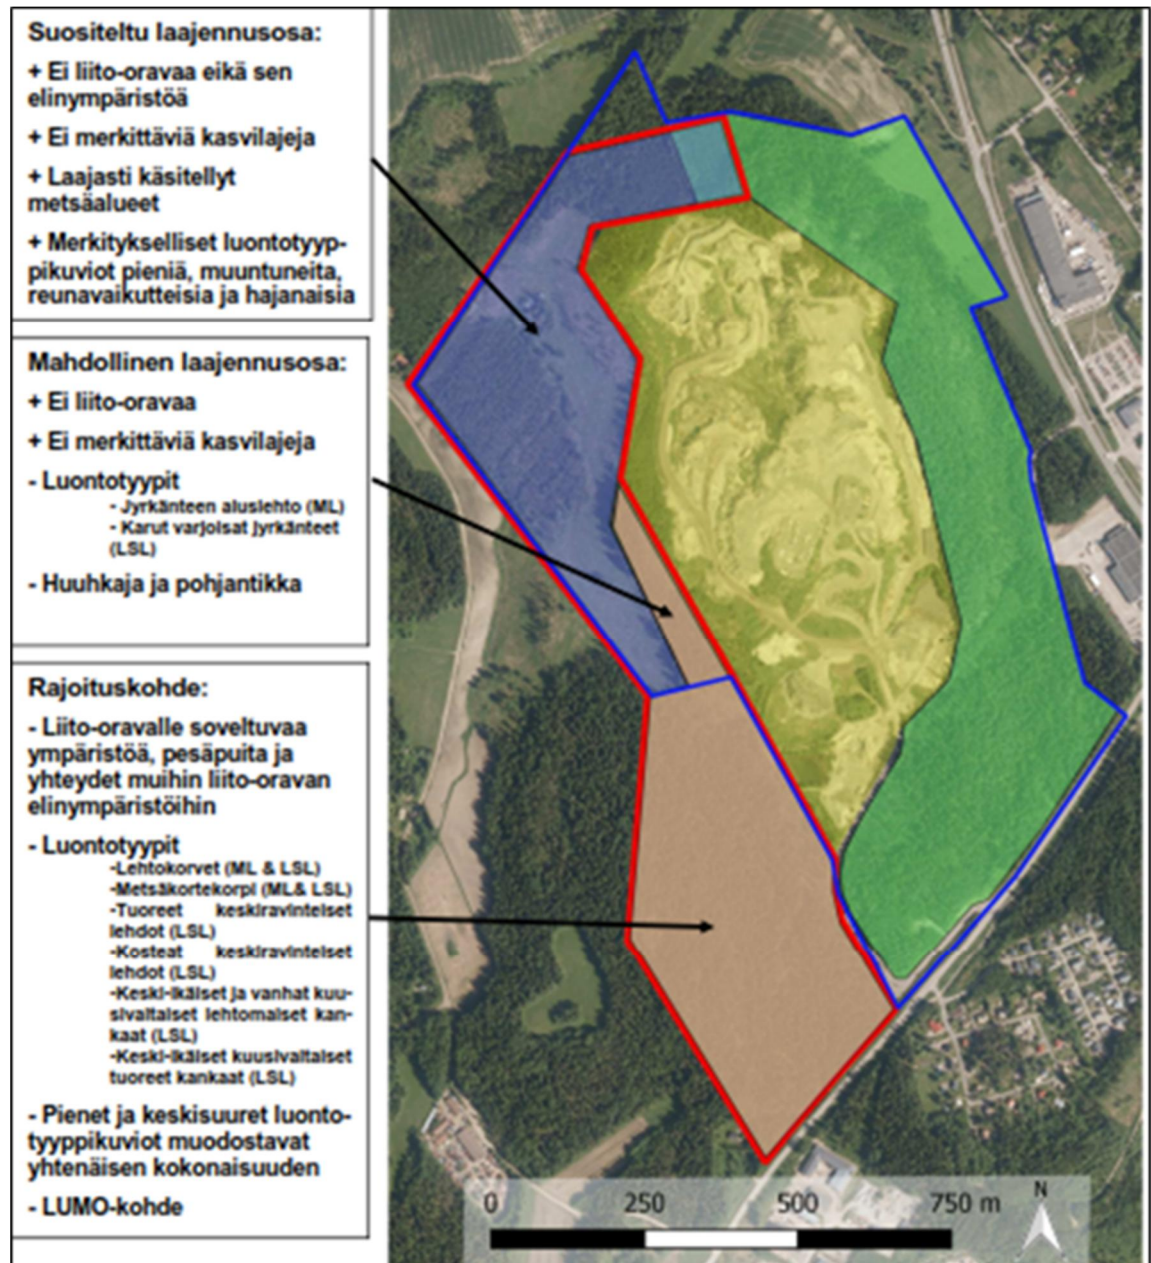 Suositeltu laajennusosa:
+ Ei liito-oravaa eikä sen
elinympäristöä
+ Ei merkittäviä kasvilajeja
+ Laajasti käsitellyt
metsäalueet
+ Merkitykselliset luontotyyp-
pikuviot pieniä, muuntuneita,
reunavaikutteisia ja hajanaisia
Mahdollinen laajennusosa:
+ Ei liito-oravaa
+ Ei merkittäviä kasvilajeja
- Luontotyypit
- Jyrkänteen aluslehto (ML)
- Karut varjoisat jyrkänteet
(LSL)
- Huuhkaja ja pohjantikka
Rajoituskohde:
- Liito-oravalle soveltuvaa
ympäristöä, pesäpuita ja
yhteydet muihin liito-oravan
elinympäristöihin
- Luontotyypit
-Lehtokorvet (ML & LSL)
-Metsäkortekorpi (ML& LSL)
-Tuoreet keskiravinteiset
lehdot (LSL)
-Kosteat keskiravinteiset
lehdot (LSL)
-Keski-ikäiset ja vanhat kuu-
sivaltaiset lehtomaiset kan-
kaat (LSL)
-Keski-ikäiset kuusivaltaiset
tuoreet kankaat (LSL)
- Pienet ja keskisuuret luonto-
tyyppikuviot muodostavat
yhtenäisen kokonaisuuden
- LUMO-kohde
0 250 500 750 m
N